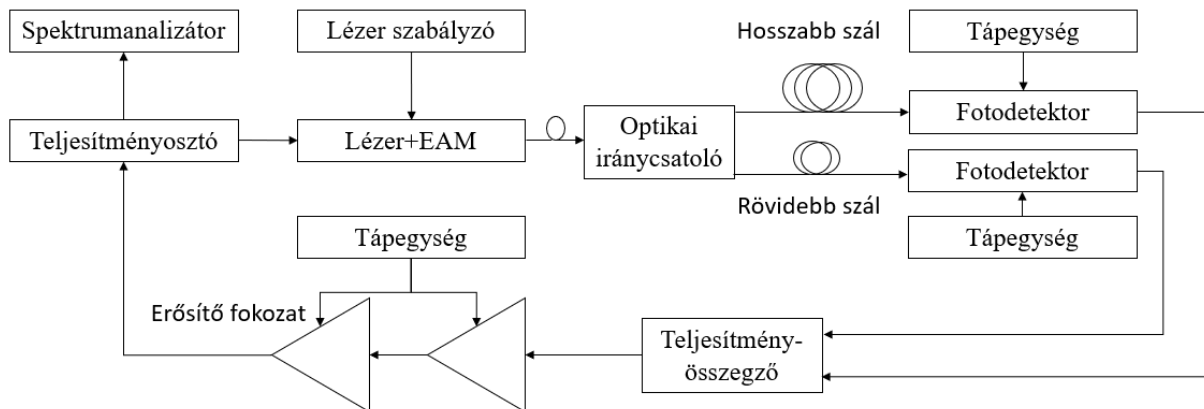 Spektrumanalizátor
Lézer szabályzó
Hosszabb szál
Tápegység
Teljesítményosztó
Lézer+EAM
Optikai
iránycsatoló
Fotodetektor
Fotodetektor
Rövidebb szál
Tápegység
Tápegység
Erősítő fokozat
Teljesítmény-
összegző